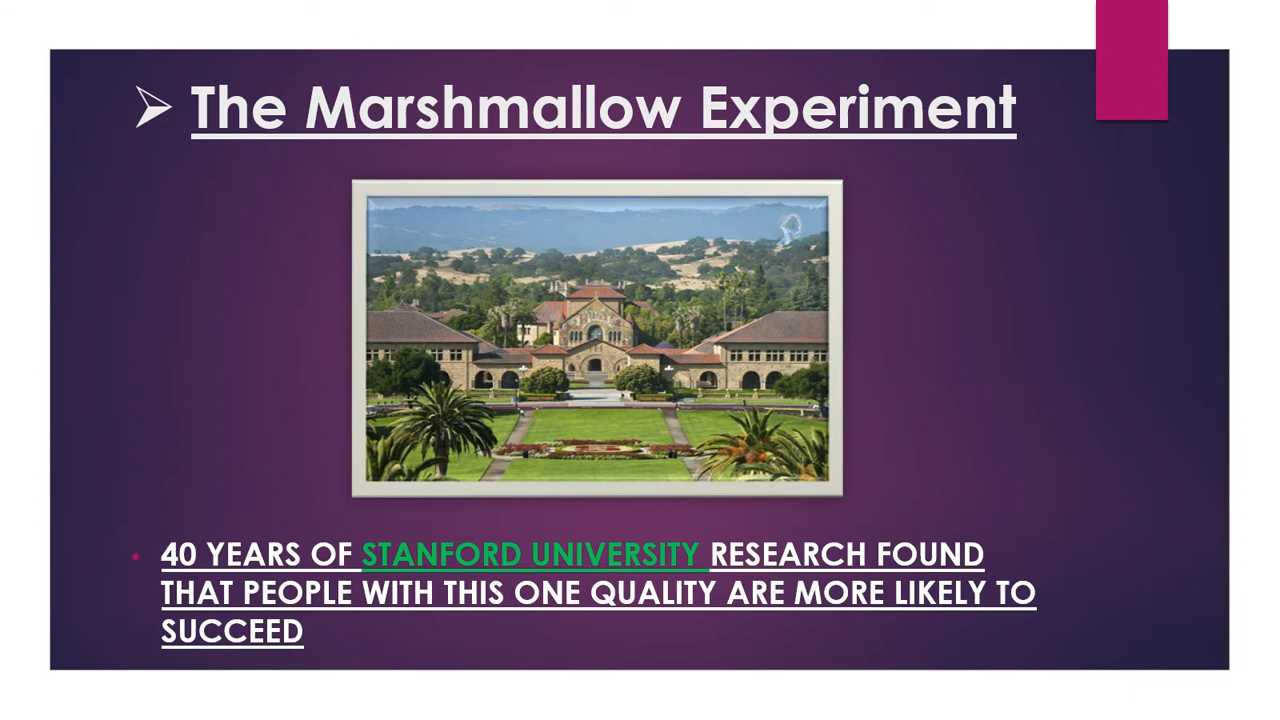 The Marshmallow Experiment
40 YEARS OF STANFORD UNIVERSITY RESEARCH FOUND
THAT PEOPLE WITH THIS ONE QUALITY ARE MORE LIKELY TO
SUCCEED